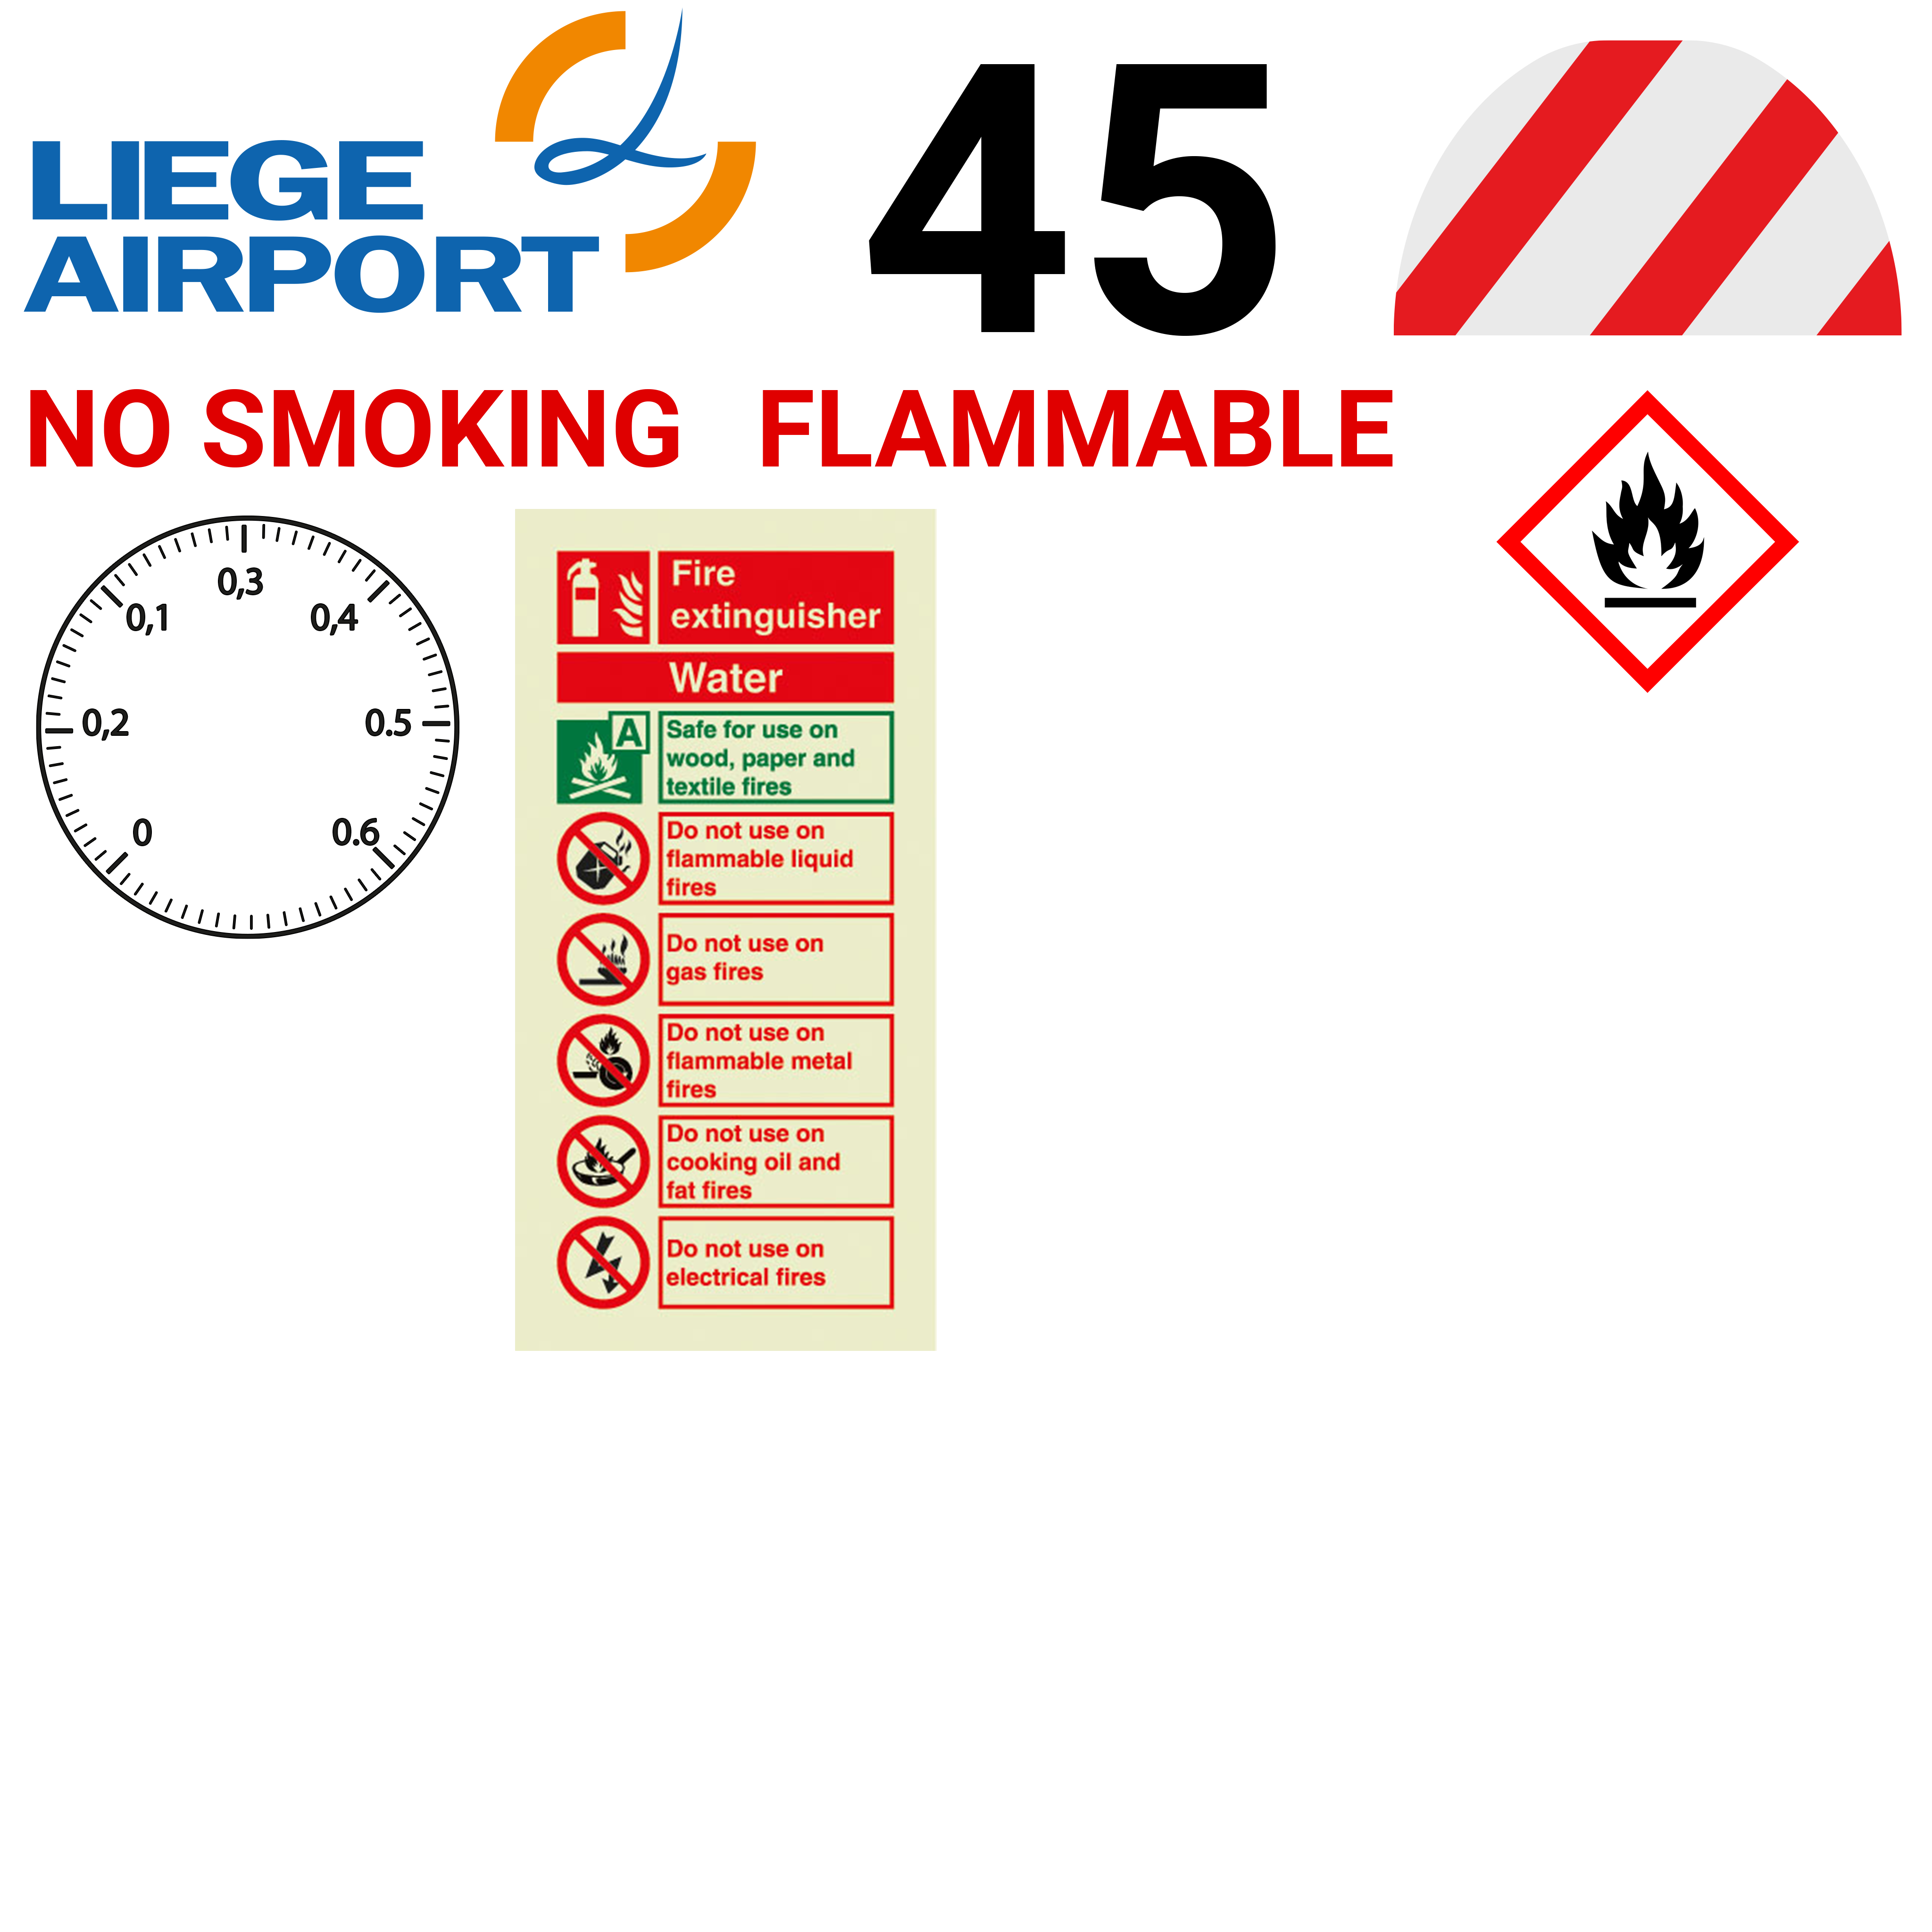 LIEGE
AIRPORT
45
NO SMOKING FLAMMABLE
0,3
0,1
0,4
0,2
0.5
0
0.6
Fire
extinguisher
Water
A
Safe for use on
wood, paper and
textile fires
Do not use on
flammable liquid
fires
Do not use on
gas fires
Do not use on
flammable metal
fires
Do not use on
cooking oil and
fat fires
Do not use on
electrical fires